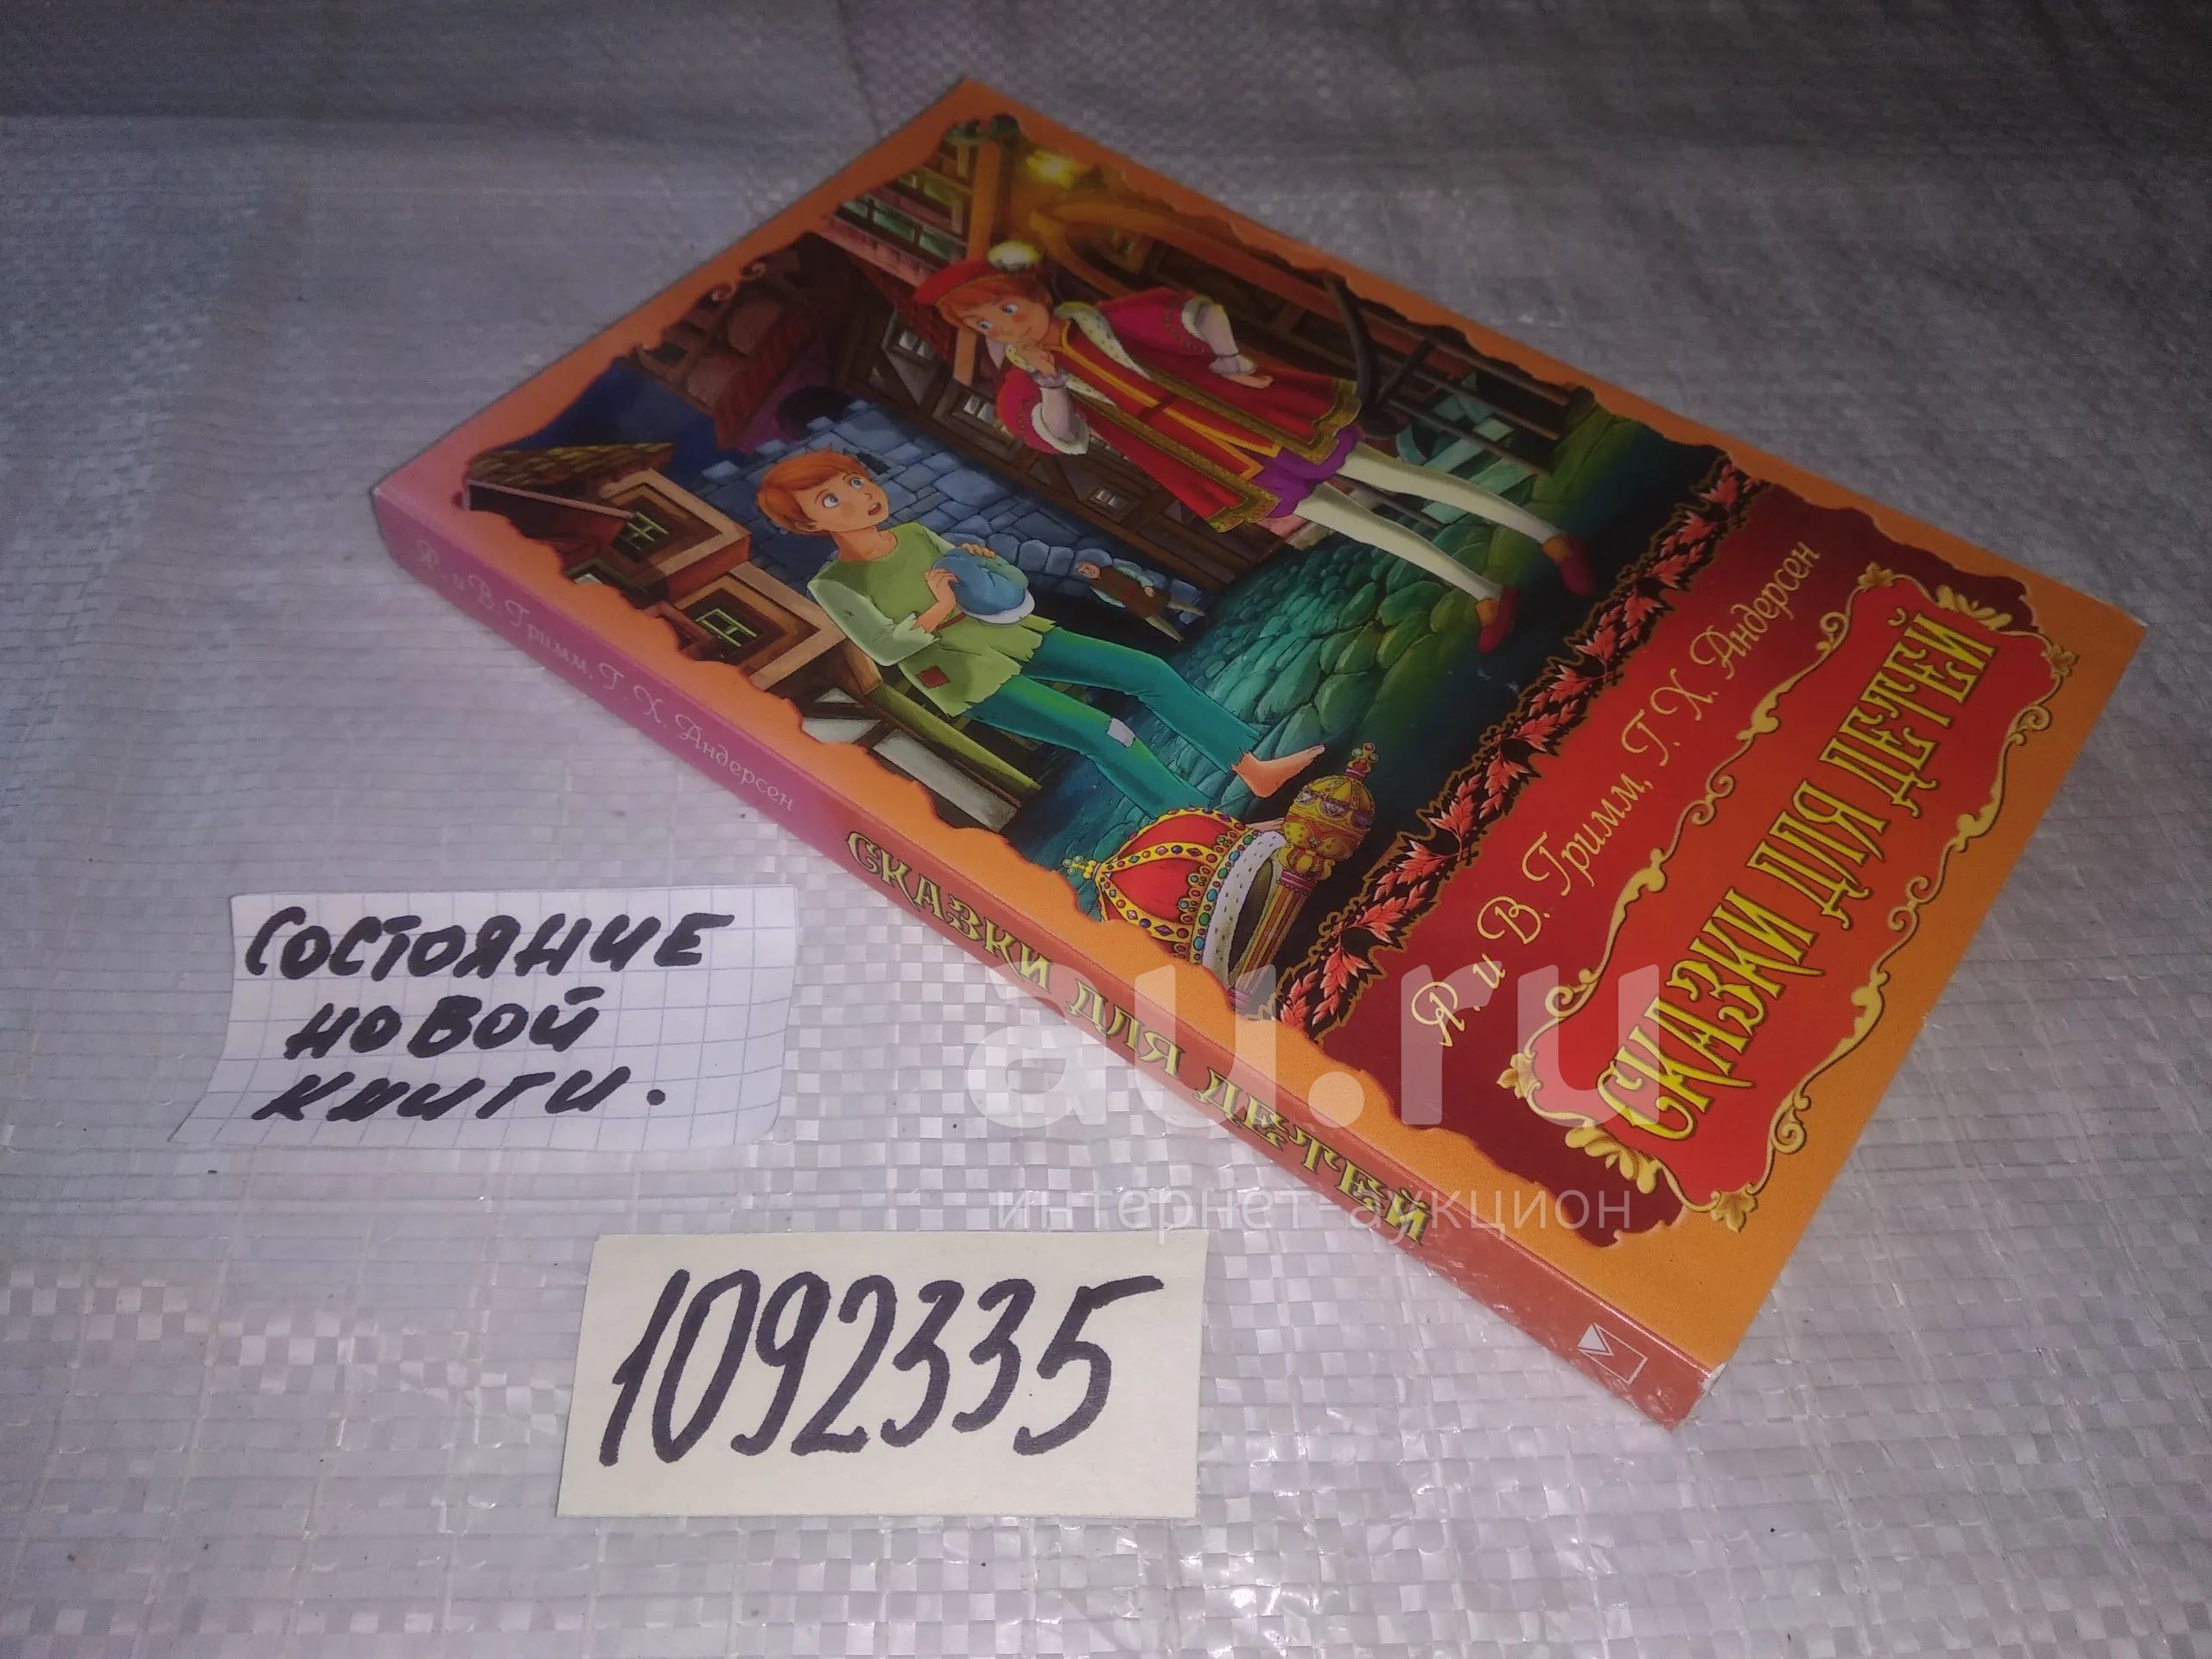 Я. и В. Гримм, Г. Х. Андерсен
СКАЗКИ ДЛЯ ДЕТЕЙ
Я. и В. Гримм, Г. Х. Андерсен
СКАЗКИ ДЛЯ ДЕТЕЙ
СОСТОЯНИЕ
НОВОЙ
КНИГИ.
1092335
au.ru
интернет-аукцион